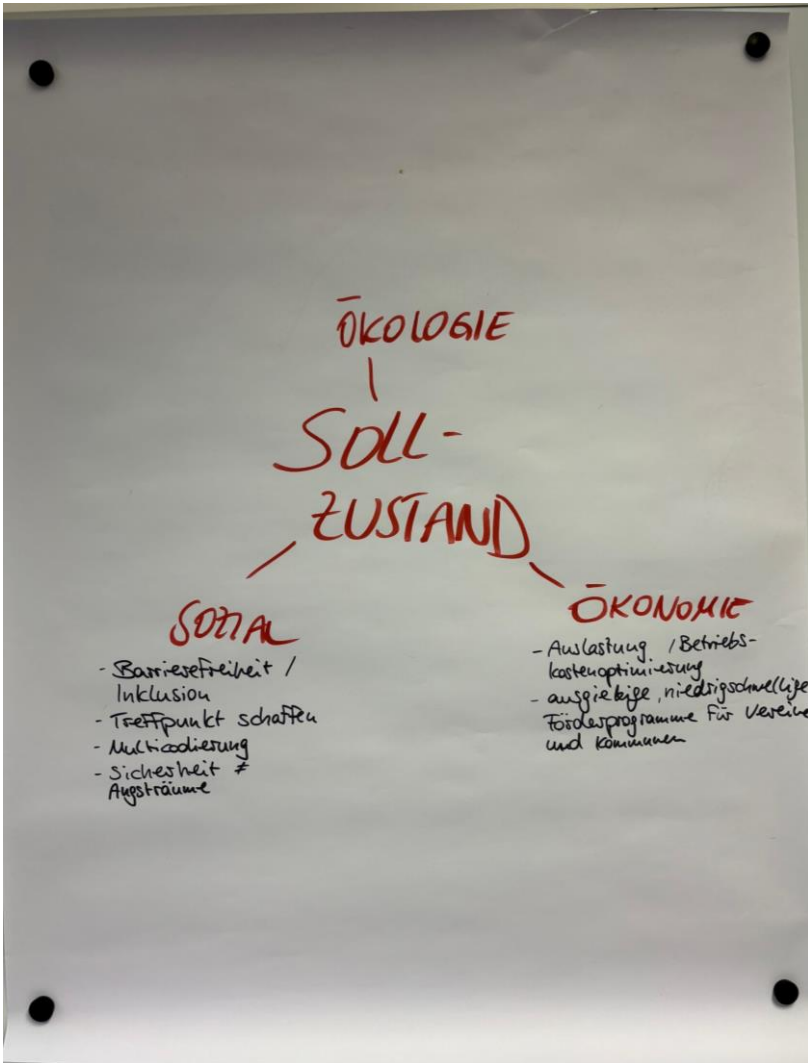 ÖKOLOGIE
SOLL-
ZUSTAND
SOZIAL
- Barrierefreiheit /
Inklusion
- Treffpunkt schaffen
- Multicodierung
- Sicherheit ≠
Angsträume
ÖKONOMIE
- Auslastung / Betriebs-
kostenoptimierung
- ausgiebige, niedrigschwellige
Förderprogramme für Vereine
und Kommunen